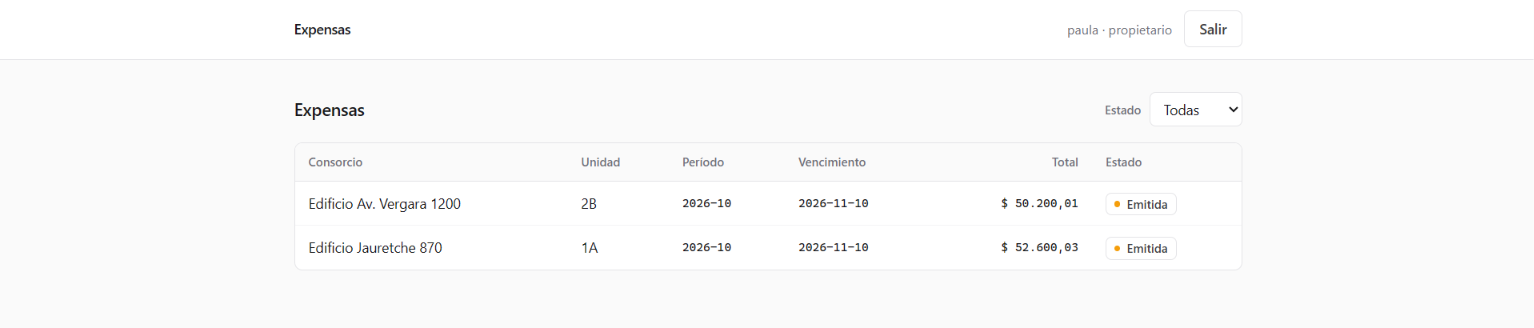 Expensas
paula · propietario
Salir
Expensas
Estado
Todas
Consorcio Unidad Periodo Vencimiento Total Estado
Edificio Av. Vergara 1200 2B 2026-10 2026-11-10 $ 50.200,01 Emitida
Edificio Jauretche 870 1A 2026-10 2026-11-10 $ 52.600,03 Emitida